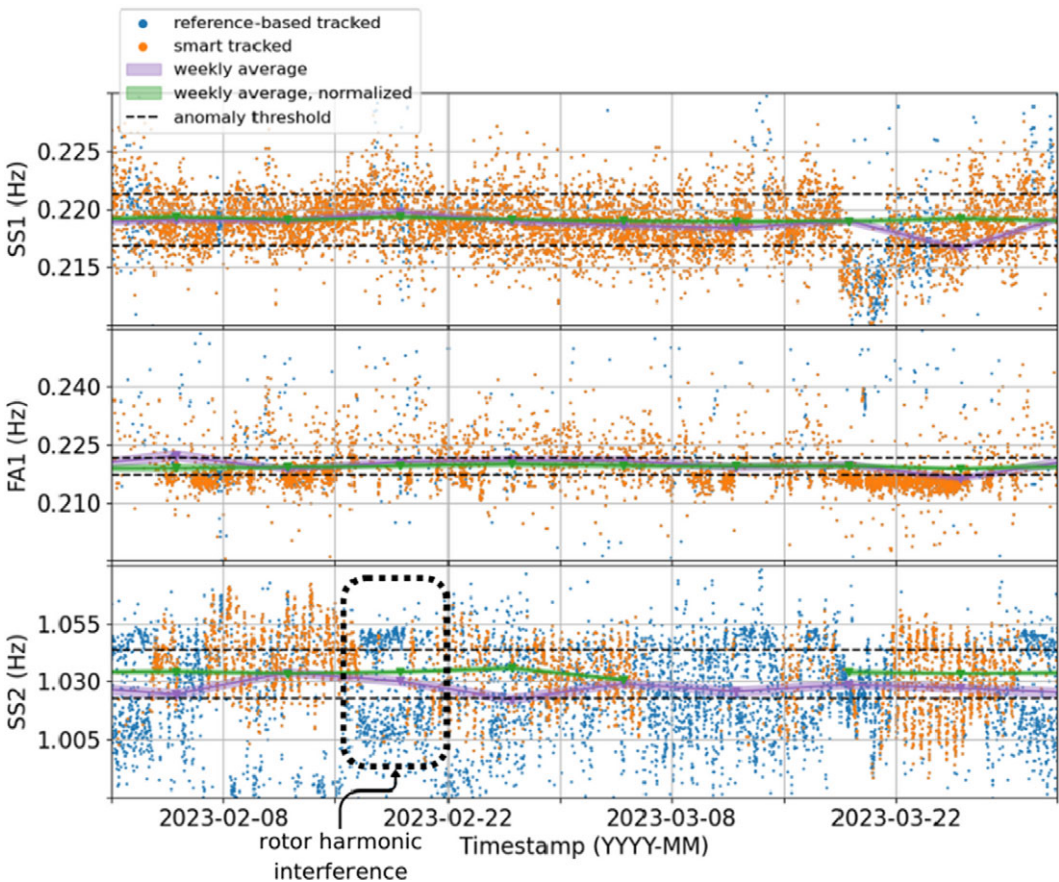 reference-based tracked
smart tracked
weekly average
weekly average, normalized
anomaly threshold
SS1 (Hz)
0.225
0.220
0.215
FA1 (Hz)
0.240
0.225
0.210
SS2 (Hz)
1.055
1.030
1.005
2023-02-08
2023-02-22
2023-03-08
2023-03-22
rotor harmonic
interference
Timestamp (YYYY-MM)